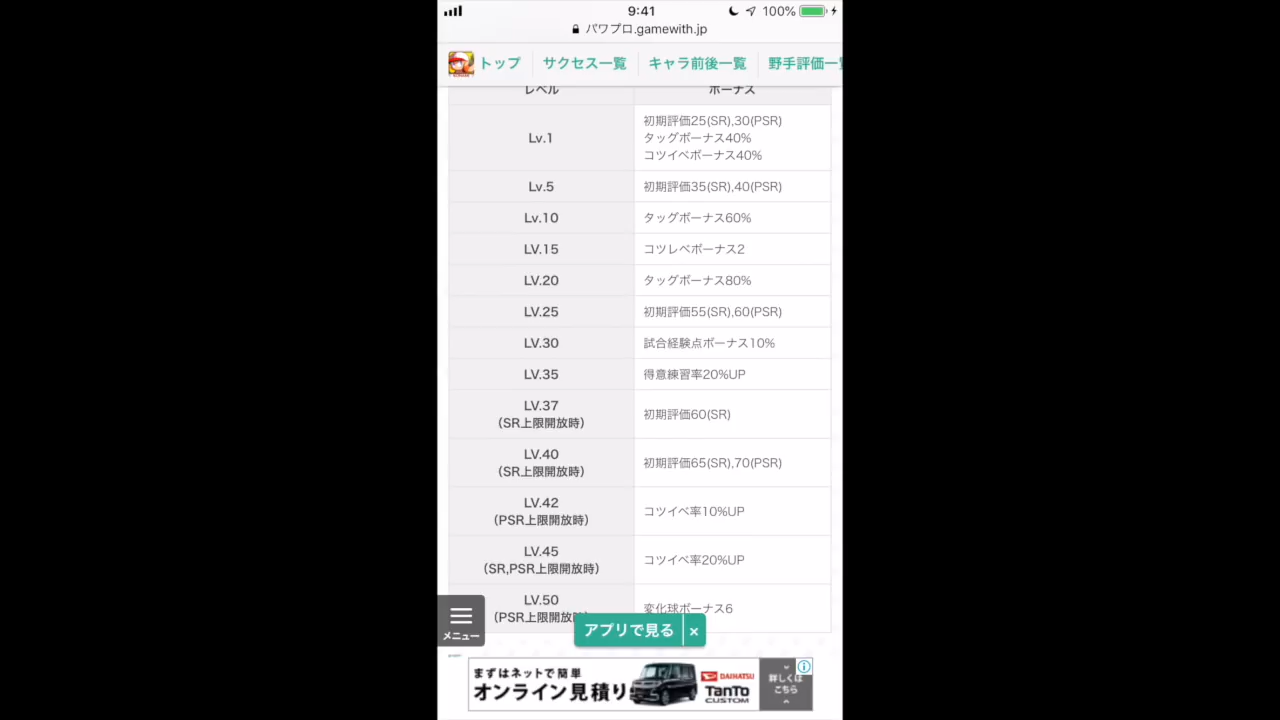 9:41
100%
パワプロ.gamewith.jp
トップ
サクセス一覧
キャラ前後一覧
野手評価一覧
レベル
ボーナス
Lv.1
初期評価25(SR),30(PSR)
タッグボーナス40%
コツイベボーナス40%
Lv.5
初期評価35(SR),40(PSR)
Lv.10
タッグボーナス60%
LV.15
コツレベボーナス2
LV.20
タッグボーナス80%
LV.25
初期評価55(SR),60(PSR)
LV.30
試合経験点ボーナス10%
LV.35
得意練習率20%UP
LV.37
（SR上限開放時）
初期評価60(SR)
LV.40
（SR上限開放時）
初期評価65(SR),70(PSR)
LV.42
（PSR上限開放時）
コツイベ率10%UP
LV.45
（SR,PSR上限開放時）
コツイベ率20%UP
LV.50
（PSR上限開放時
変化球ボーナス6
メニュー
アプリで見る ×
まずはネットで簡単
オンライン見積り
DAIHATSU
TanTo
CUSTOM
詳しくは
こちら